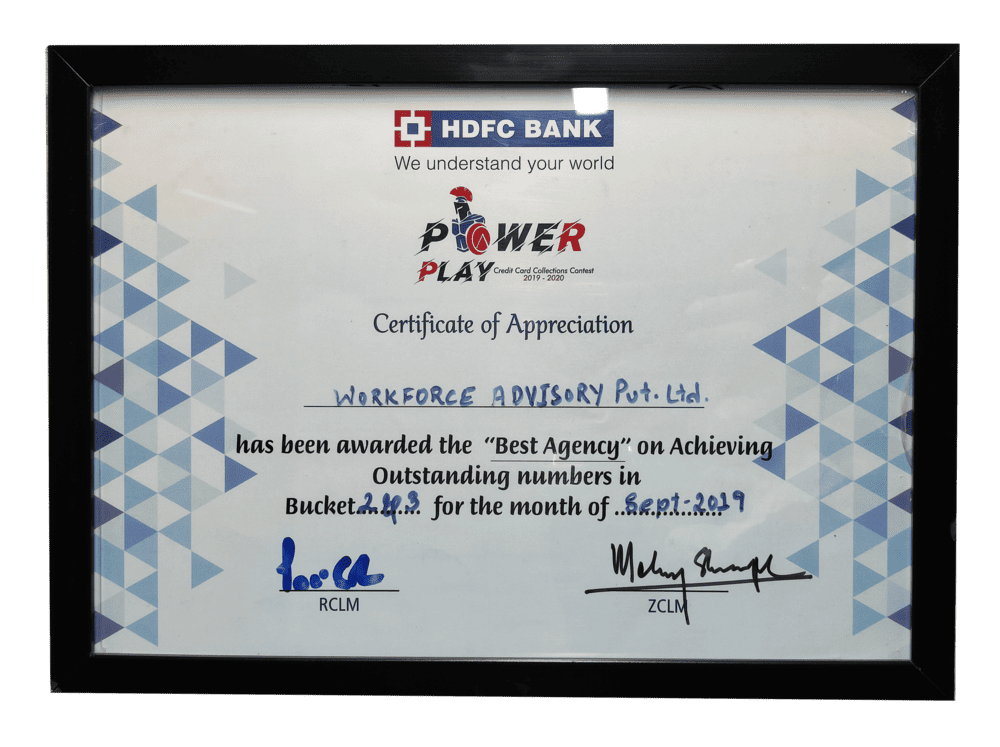 HDFC BANK
We understand your world
POWER
PLAY Credit Card Collections Contest
2019 - 2020
Certificate of Appreciation
WORKFORCE ADVISORY Pvt. Ltd.
has been awarded the "Best Agency" on Achieving
Outstanding numbers in
Bucket 2 & 3 for the month of Sept-2019
RCLM
ZCLM